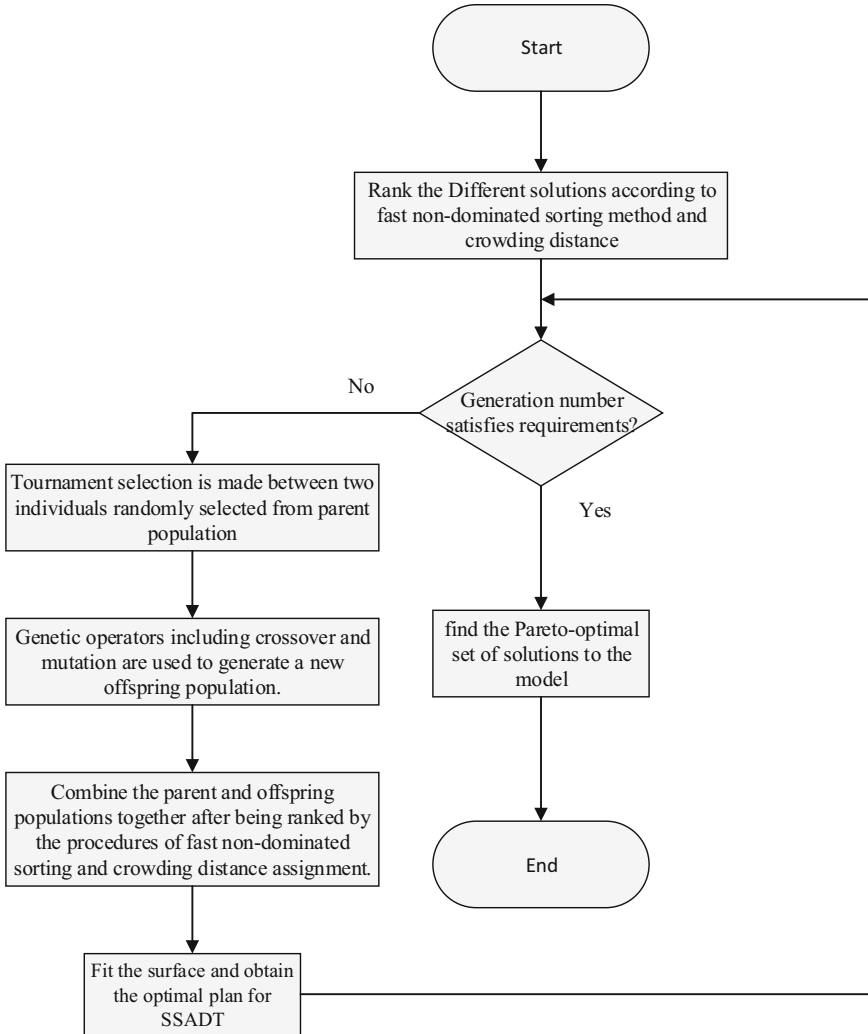 Start
Rank the Different solutions according to
fast non-dominated sorting method and
crowding distance
No
Generation number
satisfies requirements?
Tournament selection is made between two
individuals randomly selected from parent
population
Yes
Genetic operators including crossover and
mutation are used to generate a new
offspring population.
find the Pareto-optimal
set of solutions to the
model
Combine the parent and offspring
populations together after being ranked by
the procedures of fast non-dominated
sorting and crowding distance assignment.
End
Fit the surface and obtain
the optimal plan for
SSADT